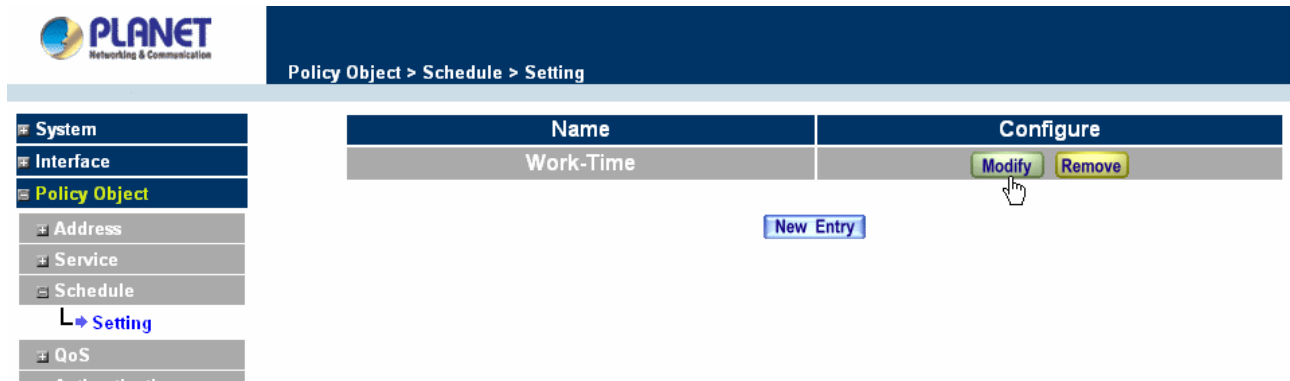 PLANET
Networking & Communication
Policy Object > Schedule > Setting
System
Interface
Policy Object
Address
Service
Schedule
Setting
QoS
Name Configure
Work-Time Modify Remove
New Entry